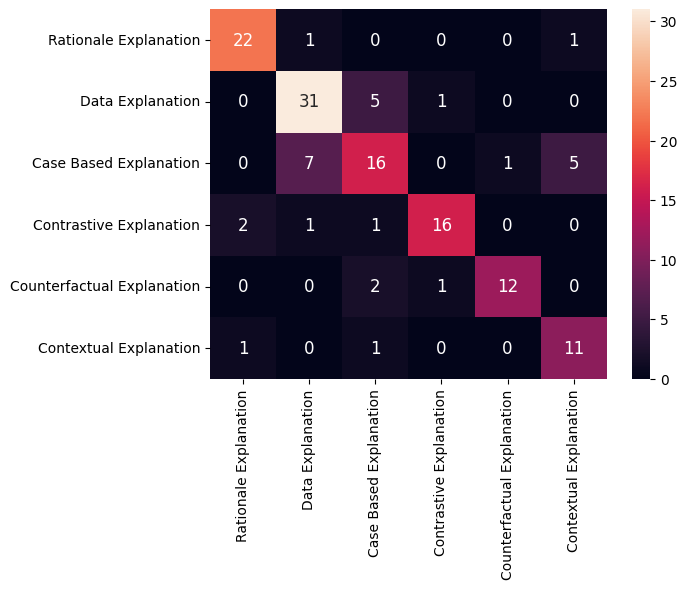 Rationale Explanation 22 1 0 0 0 1
Data Explanation 0 31 5 1 0 0
Case Based Explanation 0 7 16 0 1 5
Contrastive Explanation 2 1 1 16 0 0
Counterfactual Explanation 0 0 2 1 12 0
Contextual Explanation 1 0 1 0 0 11
Rationale Explanation
Data Explanation
Case Based Explanation
Contrastive Explanation
Counterfactual Explanation
Contextual Explanation
30
25
20
15
10
5
0